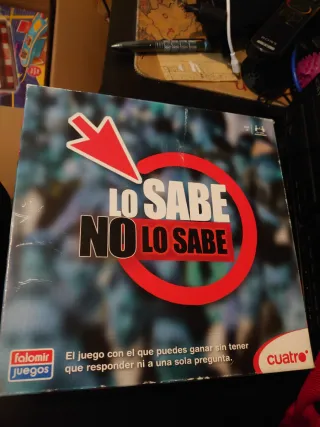 LO SABE
NO LO SABE
falomir
juegos
El juego con el que puedes ganar sin tener
que responder ni a una sola pregunta.
cuatro